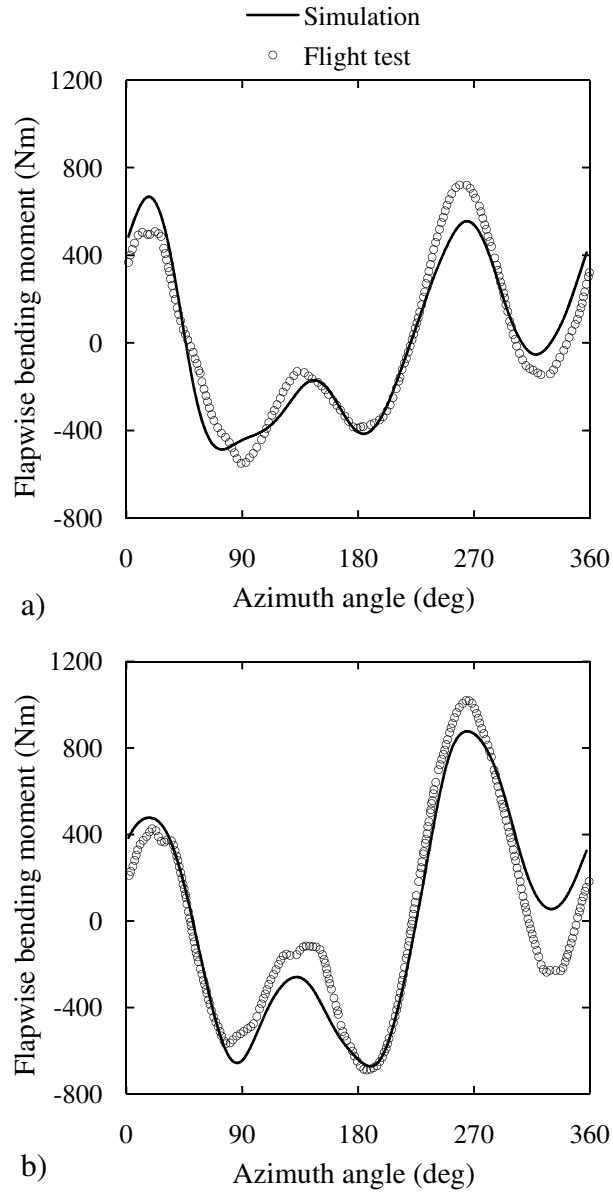 Simulation
Flight test
Flapwise bending moment (Nm)
1200
800
400
0
-400
-800
0 90 180 270 360
Azimuth angle (deg)
a)
Flapwise bending moment (Nm)
1200
800
400
0
-400
-800
0 90 180 270 360
Azimuth angle (deg)
b)